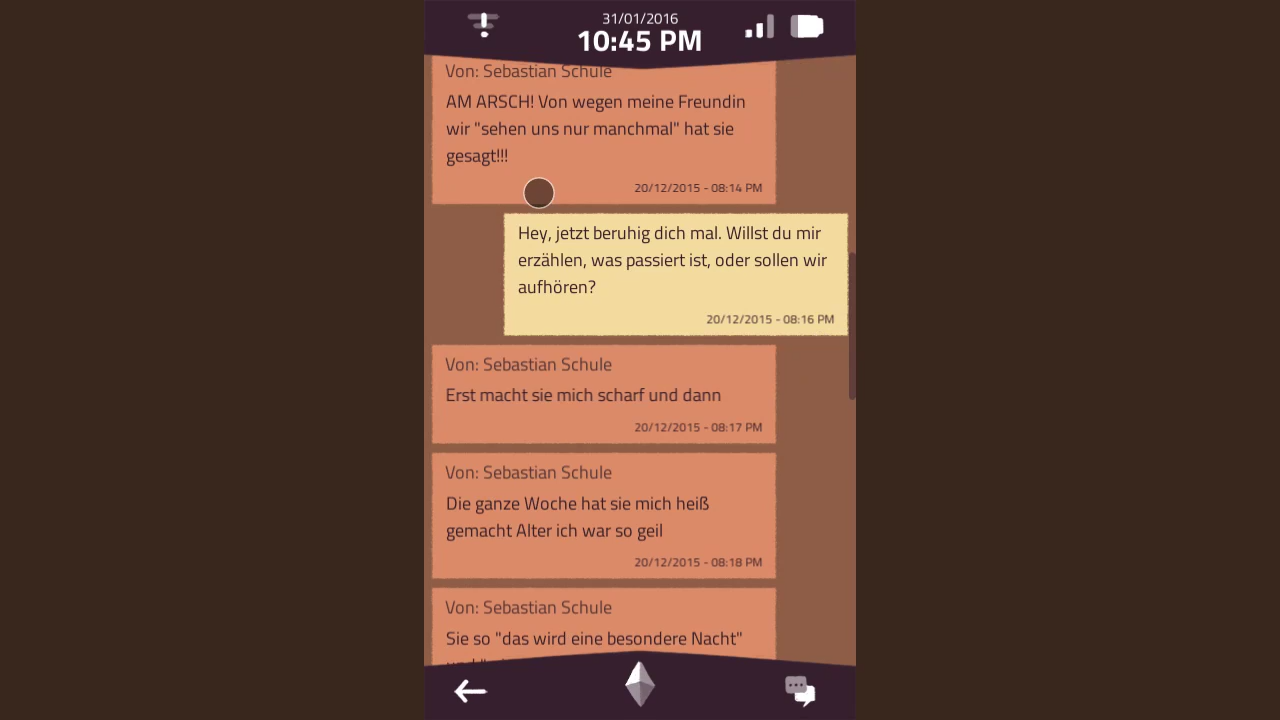 31/01/2016
10:45 PM
Von: Sebastian Schule
AM ARSCH! Von wegen meine Freundin
wir "sehen uns nur manchmal" hat sie
gesagt!!!
20/12/2015 - 08:14 PM
Hey, jetzt beruhig dich mal. Willst du mir
erzählen, was passiert ist, oder sollen wir
aufhören?
20/12/2015 - 08:16 PM
Von: Sebastian Schule
Erst macht sie mich scharf und dann
20/12/2015 - 08:17 PM
Von: Sebastian Schule
Die ganze Woche hat sie mich heiß
gemacht Alter ich war so geil
20/12/2015 - 08:18 PM
Von: Sebastian Schule
Sie so "das wird eine besondere Nacht"